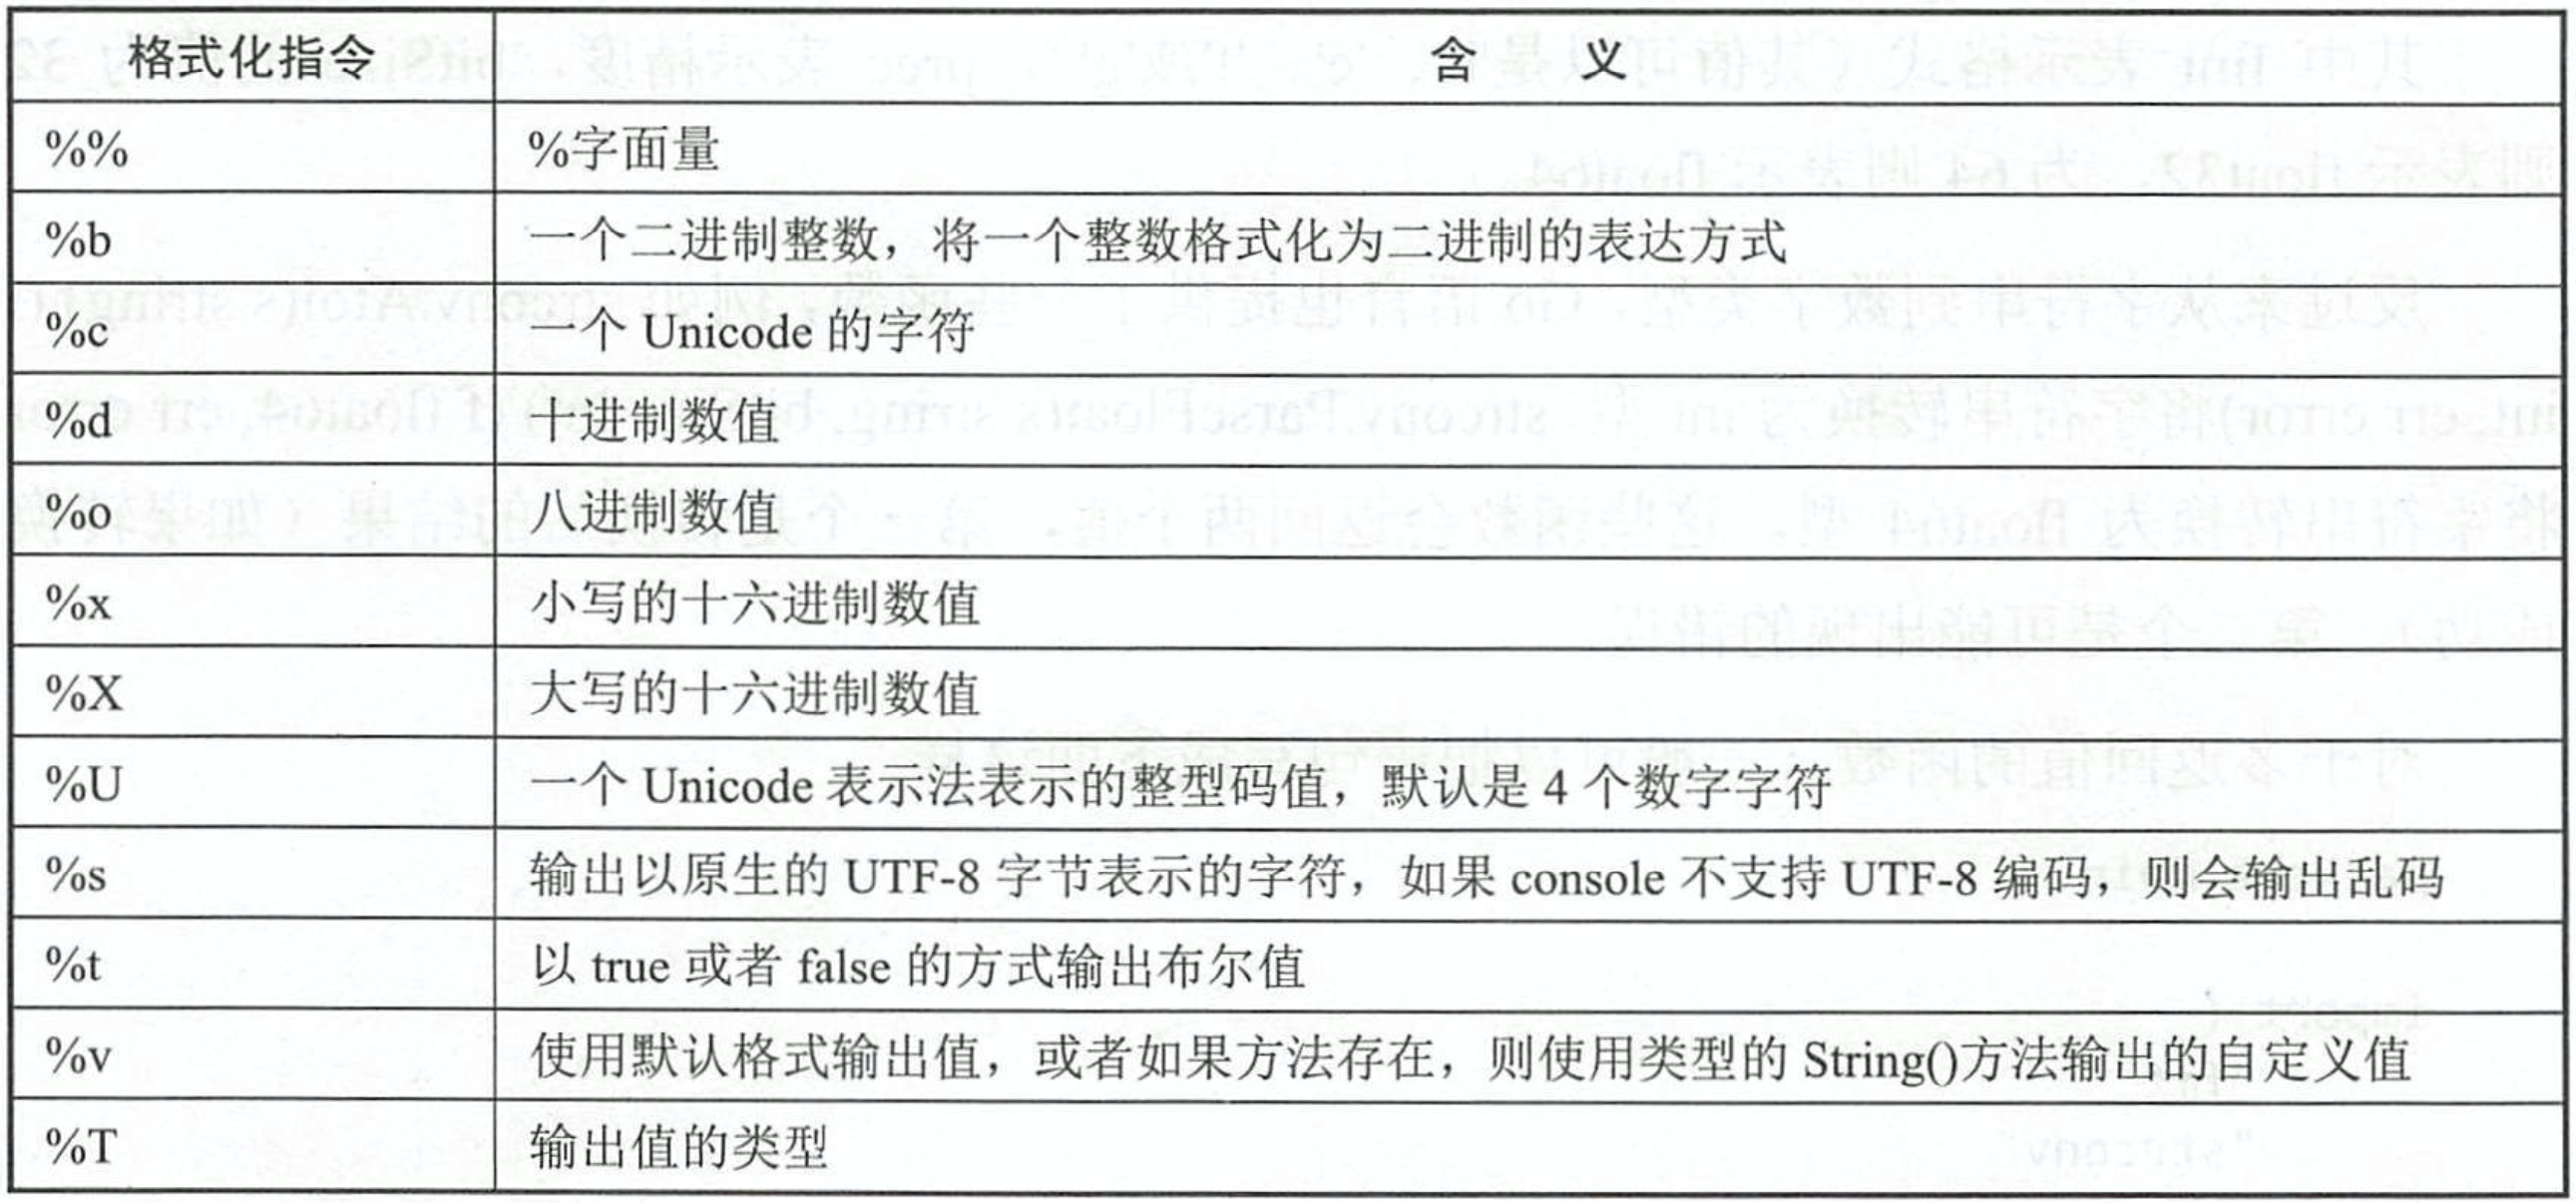 格式化指令 含 义
%% %字面量
%b 一个二进制整数，将一个整数格式化为二进制的表达方式
%c 一个 Unicode 的字符
%d 十进制数值
%o 八进制数值
%x 小写的十六进制数值
%X 大写的十六进制数值
%U 一个 Unicode 表示法表示的整型码值，默认是 4 个数字字符
%s 输出以原生的 UTF-8 字节表示的字符，如果 console 不支持 UTF-8 编码，则会输出乱码
%t 以 true 或者 false 的方式输出布尔值
%v 使用默认格式输出值，或者如果方法存在，则使用类型的 String()方法输出的自定义值
%T 输出值的类型